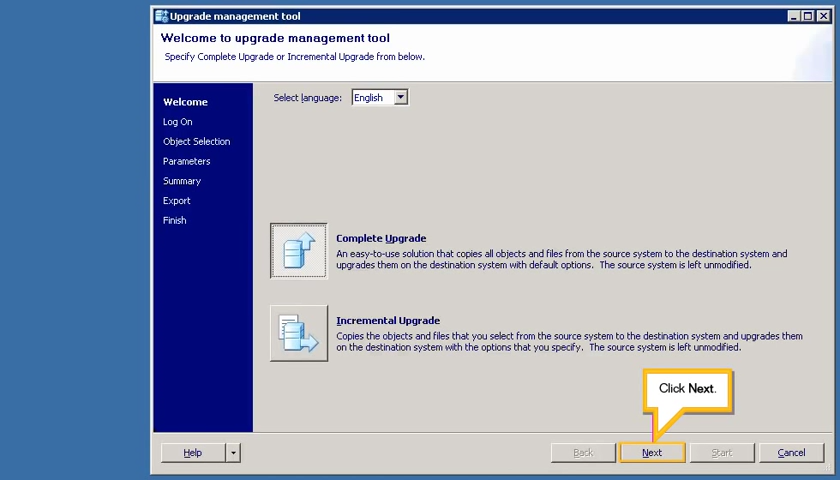 Upgrade management tool
Welcome to upgrade management tool
Specify Complete Upgrade or Incremental Upgrade from below.
Welcome
Log On
Object Selection
Parameters
Summary
Export
Finish
Select language: English
Complete Upgrade
An easy-to-use solution that copies all objects and files from the source system to the destination system and
upgrades them on the destination system with default options. The source system is left unmodified.
Incremental Upgrade
Copies the objects and files that you select from the source system to the destination system and upgrades them
on the destination system with the options that you specify. The source system is left unmodified.
Click Next.
Help Back Next Start Cancel